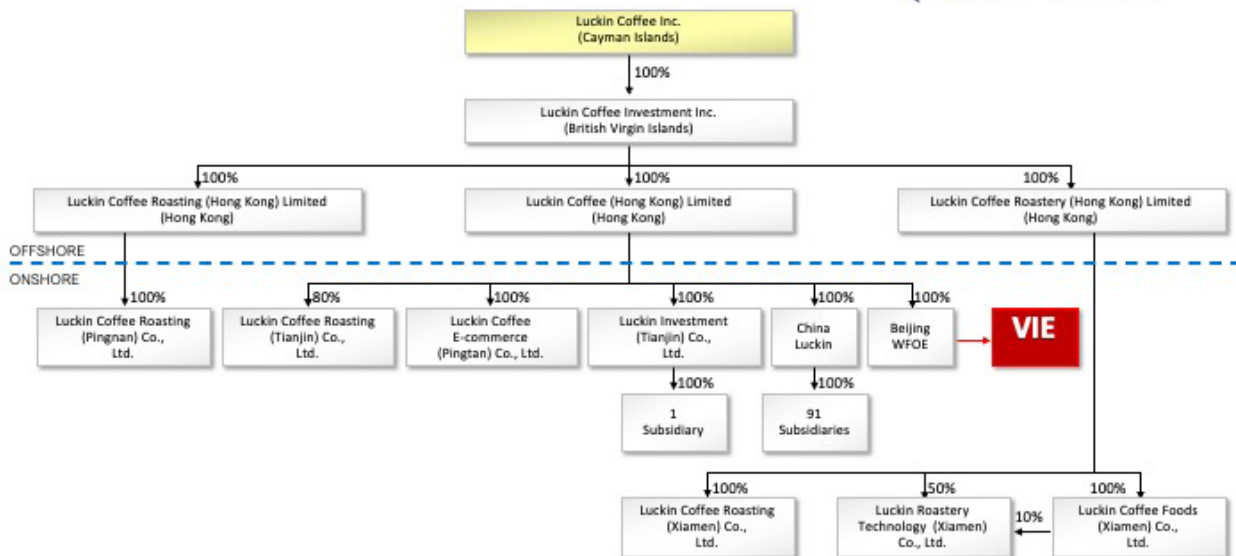 Luckin Coffee Inc.
(Cayman Islands)
100%
Luckin Coffee Investment Inc.
(British Virgin Islands)
100%
100%
100%
Luckin Coffee Roasting (Hong Kong) Limited
(Hong Kong)
Luckin Coffee (Hong Kong) Limited
(Hong Kong)
Luckin Coffee Roastery (Hong Kong) Limited
(Hong Kong)
OFFSHORE
ONSHORE
100%
80%
100%
100%
100%
100%
Luckin Coffee Roasting
(Pingnan) Co.,
Ltd.
Luckin Coffee Roasting
(Tianjin) Co.,
Ltd.
Luckin Coffee
E-commerce
(Pingtan) Co., Ltd.
Luckin Investment
(Tianjin) Co.,
Ltd.
China
Luckin
Beijing
WFOE
VIE
100%
100%
1
Subsidiary
91
Subsidiaries
100%
50%
100%
Luckin Coffee Roasting
(Xiamen) Co.,
Ltd.
Luckin Roastery
Technology (Xiamen)
Co., Ltd.
10%
Luckin Coffee Foods
(Xiamen) Co.,
Ltd.